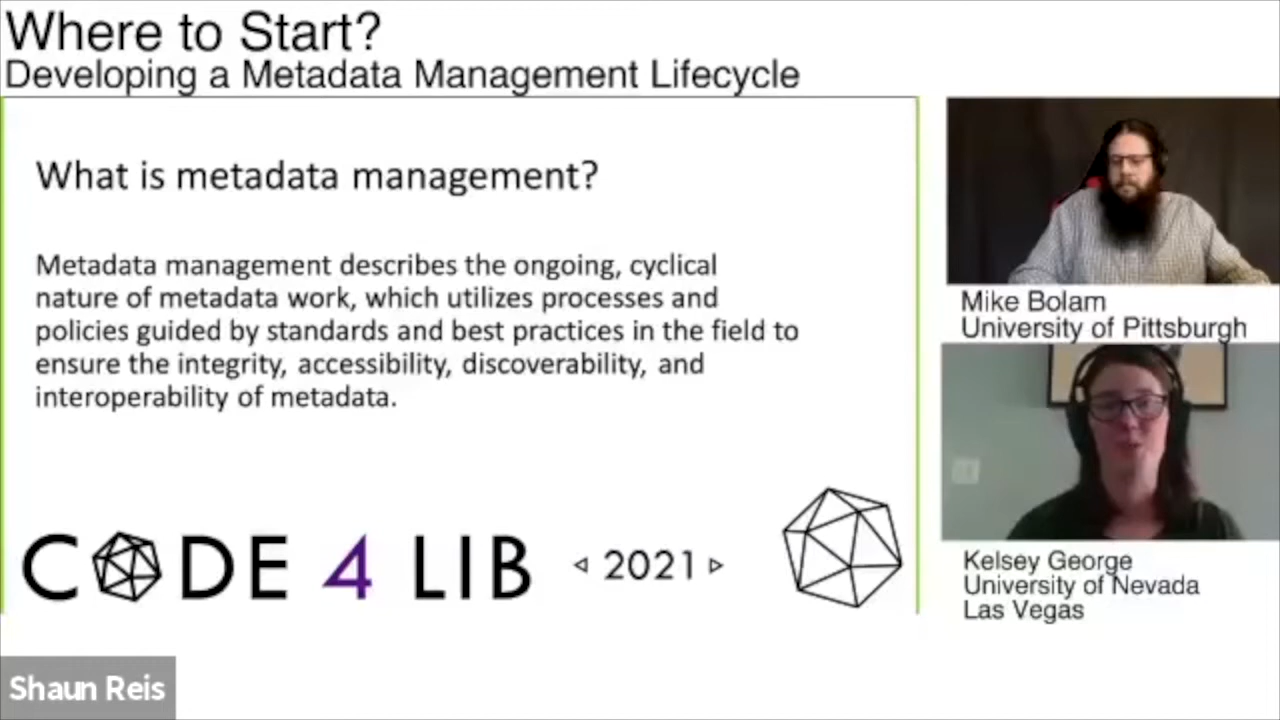 Where to Start?
Developing a Metadata Management Lifecycle
What is metadata management?
Metadata management describes the ongoing, cyclical
nature of metadata work, which utilizes processes and
policies guided by standards and best practices in the field to
ensure the integrity, accessibility, discoverability, and
interoperability of metadata.
CODE 4 LIB
2021
Mike Bolam
University of Pittsburgh
Kelsey George
University of Nevada
Las Vegas
Shaun Reis